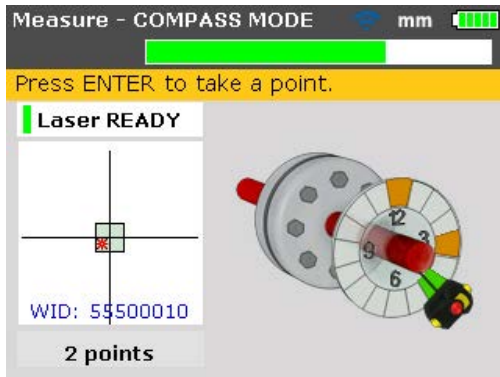 Measure - COMPASS MODE mm
Press ENTER to take a point.
Laser READY
WID: 55500010
2 points
12
3
9
6